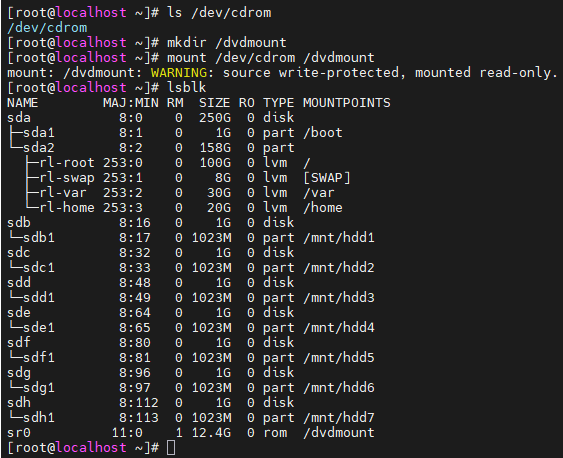 [root@localhost ~]# ls /dev/cdrom
/dev/cdrom
[root@localhost ~]# mkdir /dvdmount
[root@localhost ~]# mount /dev/cdrom /dvdmount
mount: /dvdmount: WARNING: source write-protected, mounted read-only.
[root@localhost ~]# lsblk
NAME        MAJ:MIN RM  SIZE RO TYPE MOUNTPOINTS
sda           8:0    0  250G  0 disk
├─sda1        8:1    0    1G  0 part /boot
└─sda2        8:2    0  158G  0 part
  ├─rl-root 253:0    0  100G  0 lvm  /
  ├─rl-swap 253:1    0    8G  0 lvm  [SWAP]
  ├─rl-var  253:2    0   30G  0 lvm  /var
  └─rl-home 253:3    0   20G  0 lvm  /home
sdb           8:16   0    1G  0 disk
└─sdb1        8:17   0 1023M  0 part /mnt/hdd1
sdc           8:32   0    1G  0 disk
└─sdc1        8:33   0 1023M  0 part /mnt/hdd2
sdd           8:48   0    1G  0 disk
└─sdd1        8:49   0 1023M  0 part /mnt/hdd3
sde           8:64   0    1G  0 disk
└─sde1        8:65   0 1023M  0 part /mnt/hdd4
sdf           8:80   0    1G  0 disk
└─sdf1        8:81   0 1023M  0 part /mnt/hdd5
sdg           8:96   0    1G  0 disk
└─sdg1        8:97   0 1023M  0 part /mnt/hdd6
sdh           8:112  0    1G  0 disk
└─sdh1        8:113  0 1023M  0 part /mnt/hdd7
sr0          11:0    1 12.4G  0 rom  /dvdmount
[root@localhost ~]#